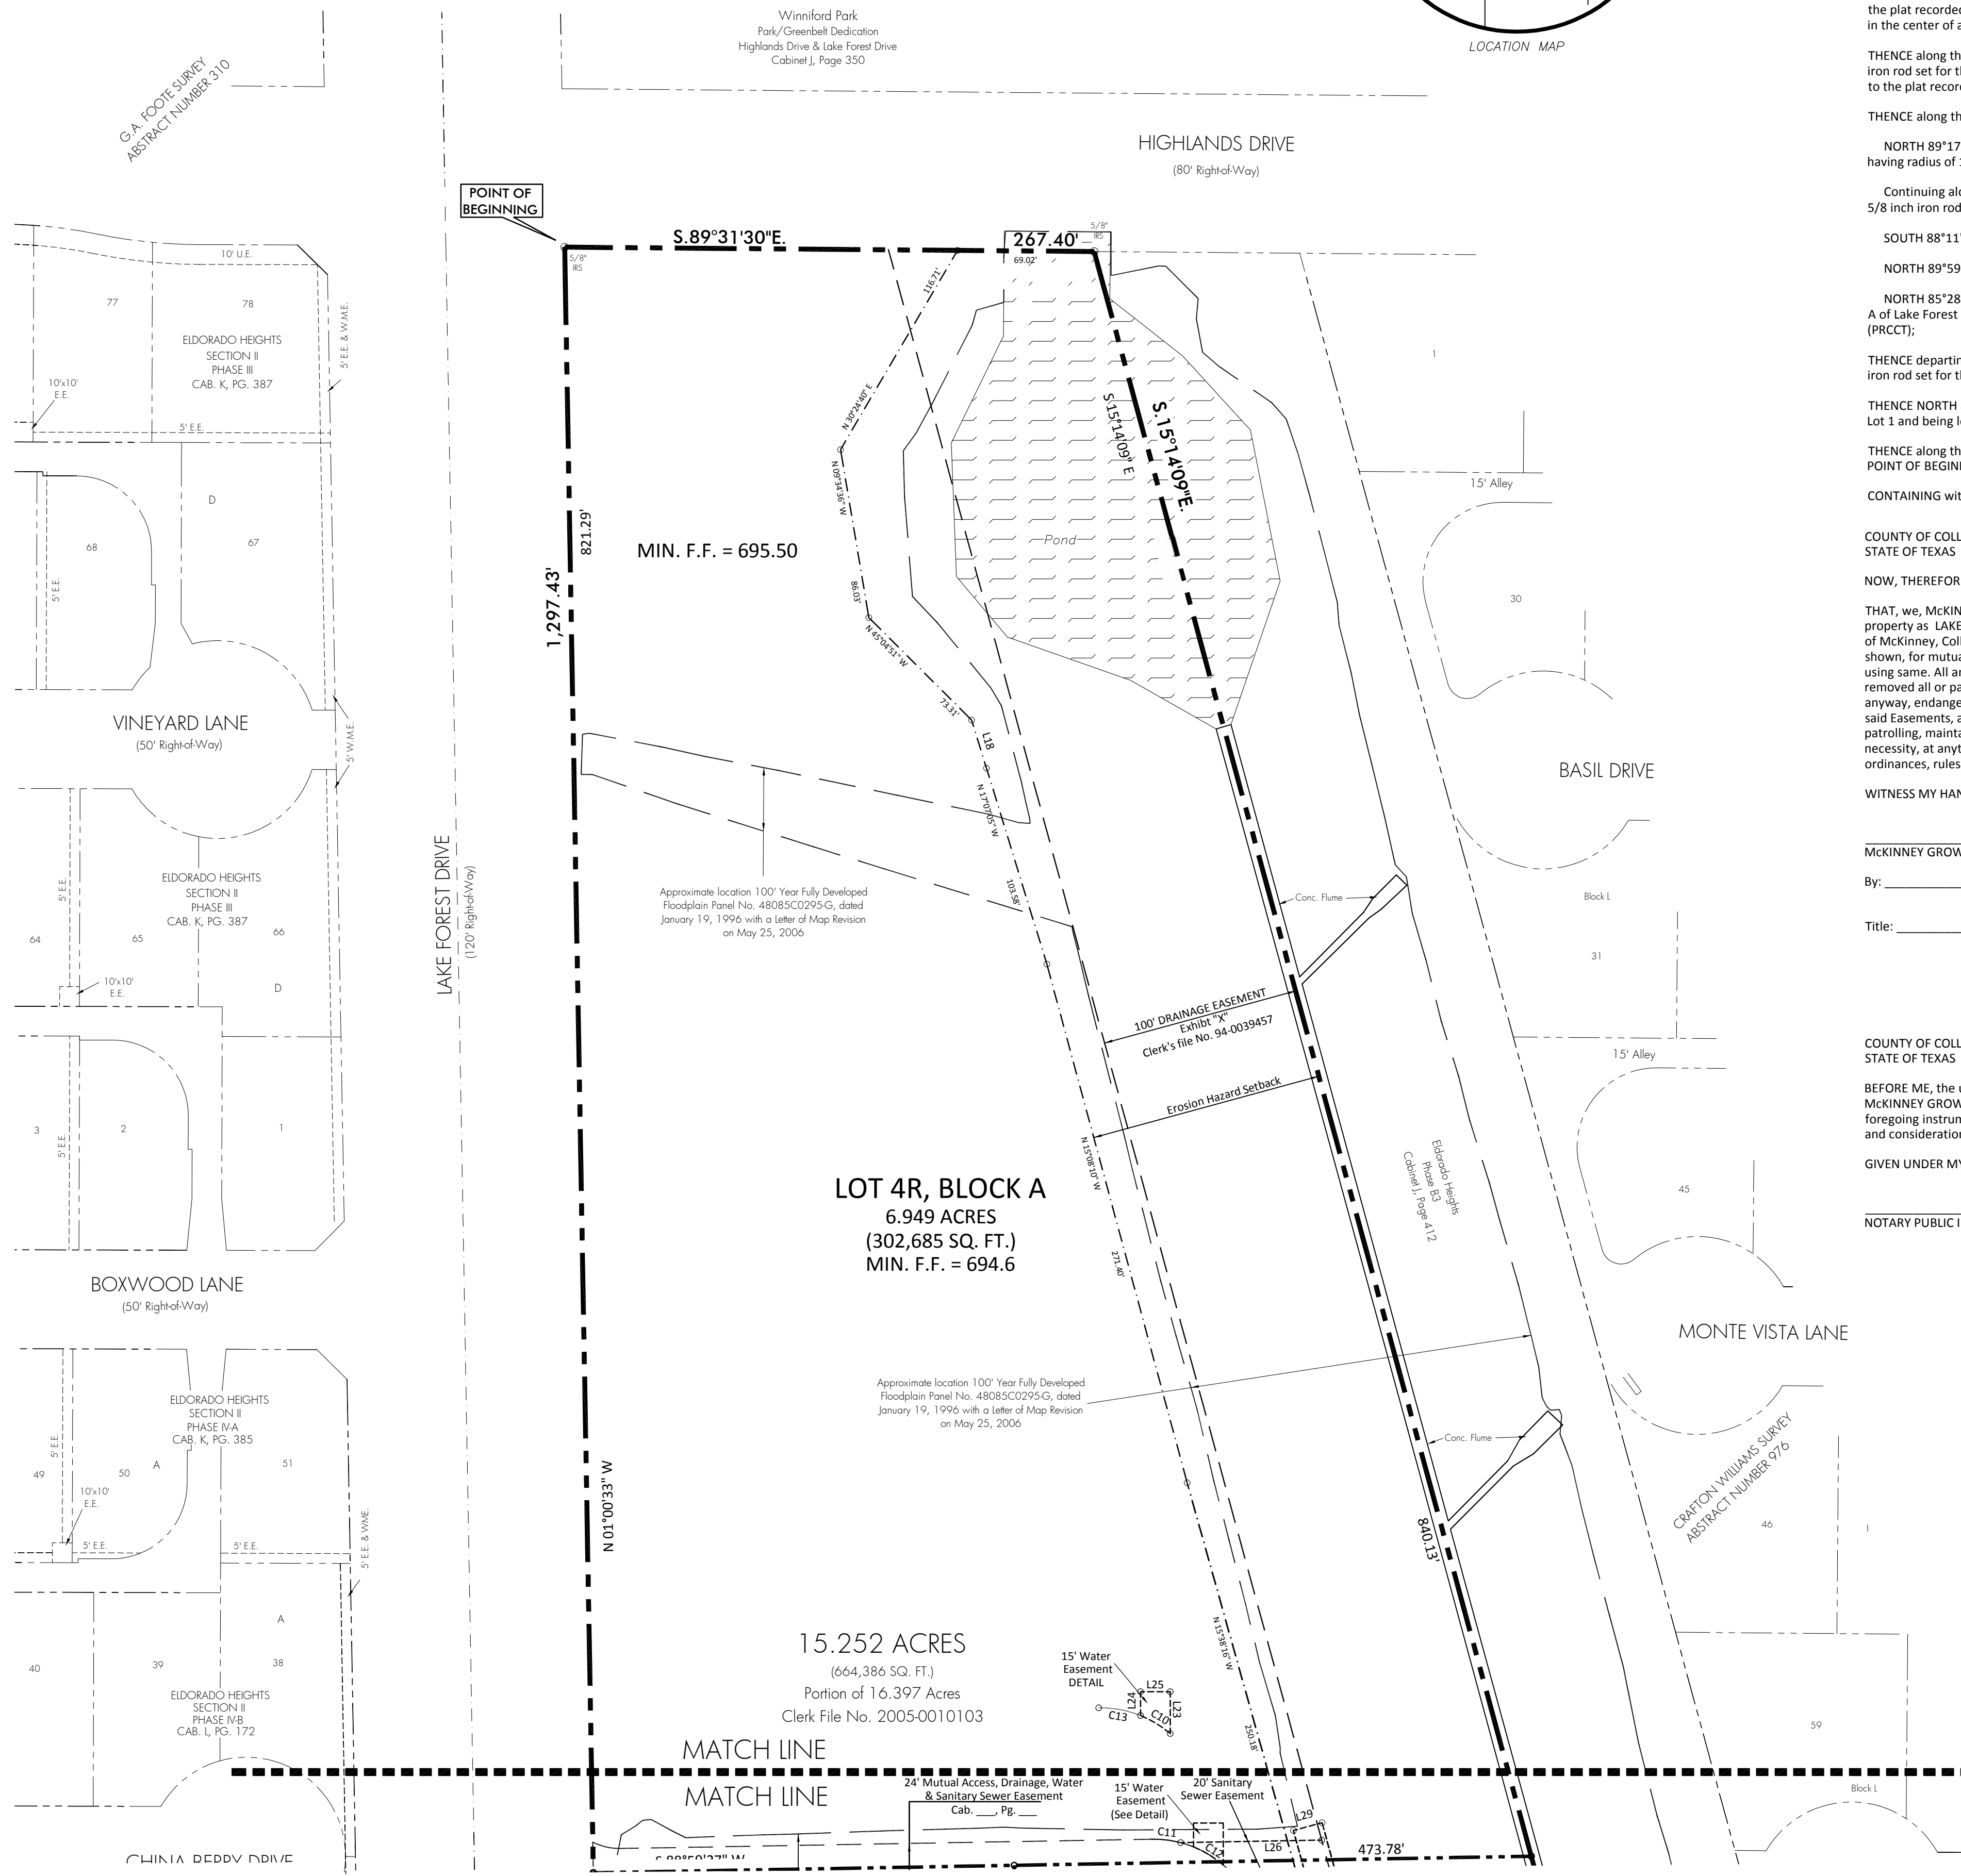 Winniford Park
Park/Greenbelt Dedication
Highlands Drive & Lake Forest Drive
Cabinet J, Page 350
LOCATION MAP
G.A. FOOTE SURVEY
ABSTRACT NUMBER 310
HIGHLANDS DRIVE
(80' Right-of-Way)
POINT OF
BEGINNING
S.89°31'30"E.
267.40'
69.02'
5/8"
IRS
5/8"
IRS
10' U.E.
77
78
ELDORADO HEIGHTS
SECTION II
PHASE III
CAB. K, PG. 387
10'x10'
E.E.
5' E.E.
5' E.E. & W.M.E.
D
68
67
5' E.E.
VINEYARD LANE
(50' Right-of-Way)
5' W.M.E.
116.71'
N 30°24'40" E
N 09°34'36" W
86.03'
N 45°04'51" W
73.31'
L18
N 17°07'05" W
103.58'
S.15°14'09" E
S.15°14'09"E.
Pond
MIN. F.F. = 695.50
821.29'
1,297.43'
1
15' Alley
30
BASIL DRIVE
Block L
31
15' Alley
45
LAKE FOREST DRIVE
(120' Right-of-Way)
ELDORADO HEIGHTS
SECTION II
PHASE III
CAB. K, PG. 387
5' E.E.
64
65
66
D
10'x10'
E.E.
3
2
1
5' E.E.
Approximate location 100' Year Fully Developed
Floodplain Panel No. 48085C0295-G, dated
January 19, 1996 with a Letter of Map Revision
on May 25, 2006
Conc. Flume
100' DRAINAGE EASEMENT
Exhibt "X"
Clerk's file No. 94-0039457
Erosion Hazard Setback
N 15°08'10" W
271.40'
Eldorado Heights
Phase B3
Cabinet J, Page 412
LOT 4R, BLOCK A
6.949 ACRES
(302,685 SQ. FT.)
MIN. F.F. = 694.6
BOXWOOD LANE
(50' Right-of-Way)
MONTE VISTA LANE
Approximate location 100' Year Fully Developed
Floodplain Panel No. 48085C0295-G, dated
January 19, 1996 with a Letter of Map Revision
on May 25, 2006
Conc. Flume
CRAFTON WILLIAMS SURVEY
ABSTRACT NUMBER 976
46
59
Block L
ELDORADO HEIGHTS
SECTION II
PHASE IV-A
CAB. K, PG. 385
5' E.E.
49
50
A
51
10'x10'
E.E.
5' E.E.
5' E.E.
5' E.E. & WME.
N 01°00'33" W
840.13'
N 15°38'16" W
250.18'
A
40
39
38
ELDORADO HEIGHTS
SECTION II
PHASE IV-B
CAB. L, PG. 172
15.252 ACRES
(664,386 SQ. FT.)
Portion of 16.397 Acres
Clerk File No. 2005-0010103
15' Water
Easement
DETAIL
L25
L24
L23
C13
C10
MATCH LINE
MATCH LINE
24' Mutual Access, Drainage, Water
& Sanitary Sewer Easement
Cab. ___, Pg. ___
15' Water
Easement
(See Detail)
20' Sanitary
Sewer Easement
C11
C12
L26
L29
473.78'
CHINA BERRY DRIVE
the plat recorded
in the center of a
THENCE along the
iron rod set for th
to the plat record
THENCE along the
NORTH 89°17
having radius of 1
Continuing alo
5/8 inch iron rod
SOUTH 88°11'
NORTH 89°59
NORTH 85°28
A of Lake Forest
(PRCCT);
THENCE departin
iron rod set for th
THENCE NORTH
Lot 1 and being l
THENCE along th
POINT OF BEGIN
CONTAINING wit
COUNTY OF COLL
STATE OF TEXAS
NOW, THEREFOR
THAT, we, McKIN
property as LAKE
of McKinney, Coll
shown, for mutua
using same. All an
removed all or pa
anyway, endange
said Easements, a
patrolling, mainta
necessity, at anyt
ordinances, rules
WITNESS MY HAN
McKINNEY GROW
By: ___________
Title: __________
COUNTY OF COLL
STATE OF TEXAS
BEFORE ME, the u
McKINNEY GROW
foregoing instrum
and consideration
GIVEN UNDER MY
NOTARY PUBLIC I